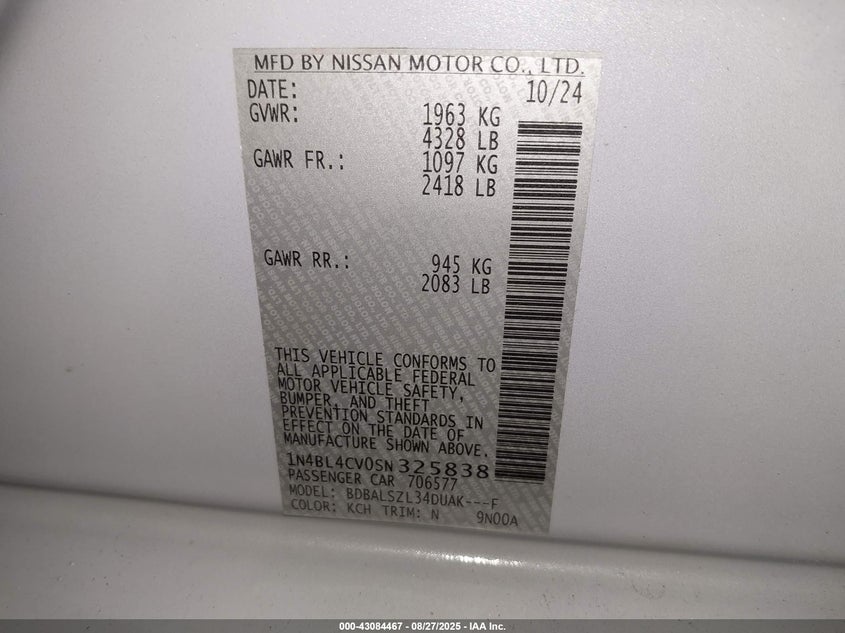 MFD BY NISSAN MOTOR CO., LTD.
DATE: 10/24
GVWR: 1963 KG
4328 LB
GAWR FR.: 1097 KG
2418 LB
GAWR RR.: 945 KG
2083 LB
THIS VEHICLE CONFORMS TO
ALL APPLICABLE FEDERAL
MOTOR VEHICLE SAFETY,
BUMPER, AND THEFT
PREVENTION STANDARDS IN
EFFECT ON THE DATE OF
MANUFACTURE SHOWN ABOVE.
1N4BL4CV0SN325838
PASSENGER CAR 706577
MODEL: BDBALSZL34DUAK---F
COLOR: KCH TRIM: N 9N00A
000-43084467 - 08/27/2025 - IAA Inc.